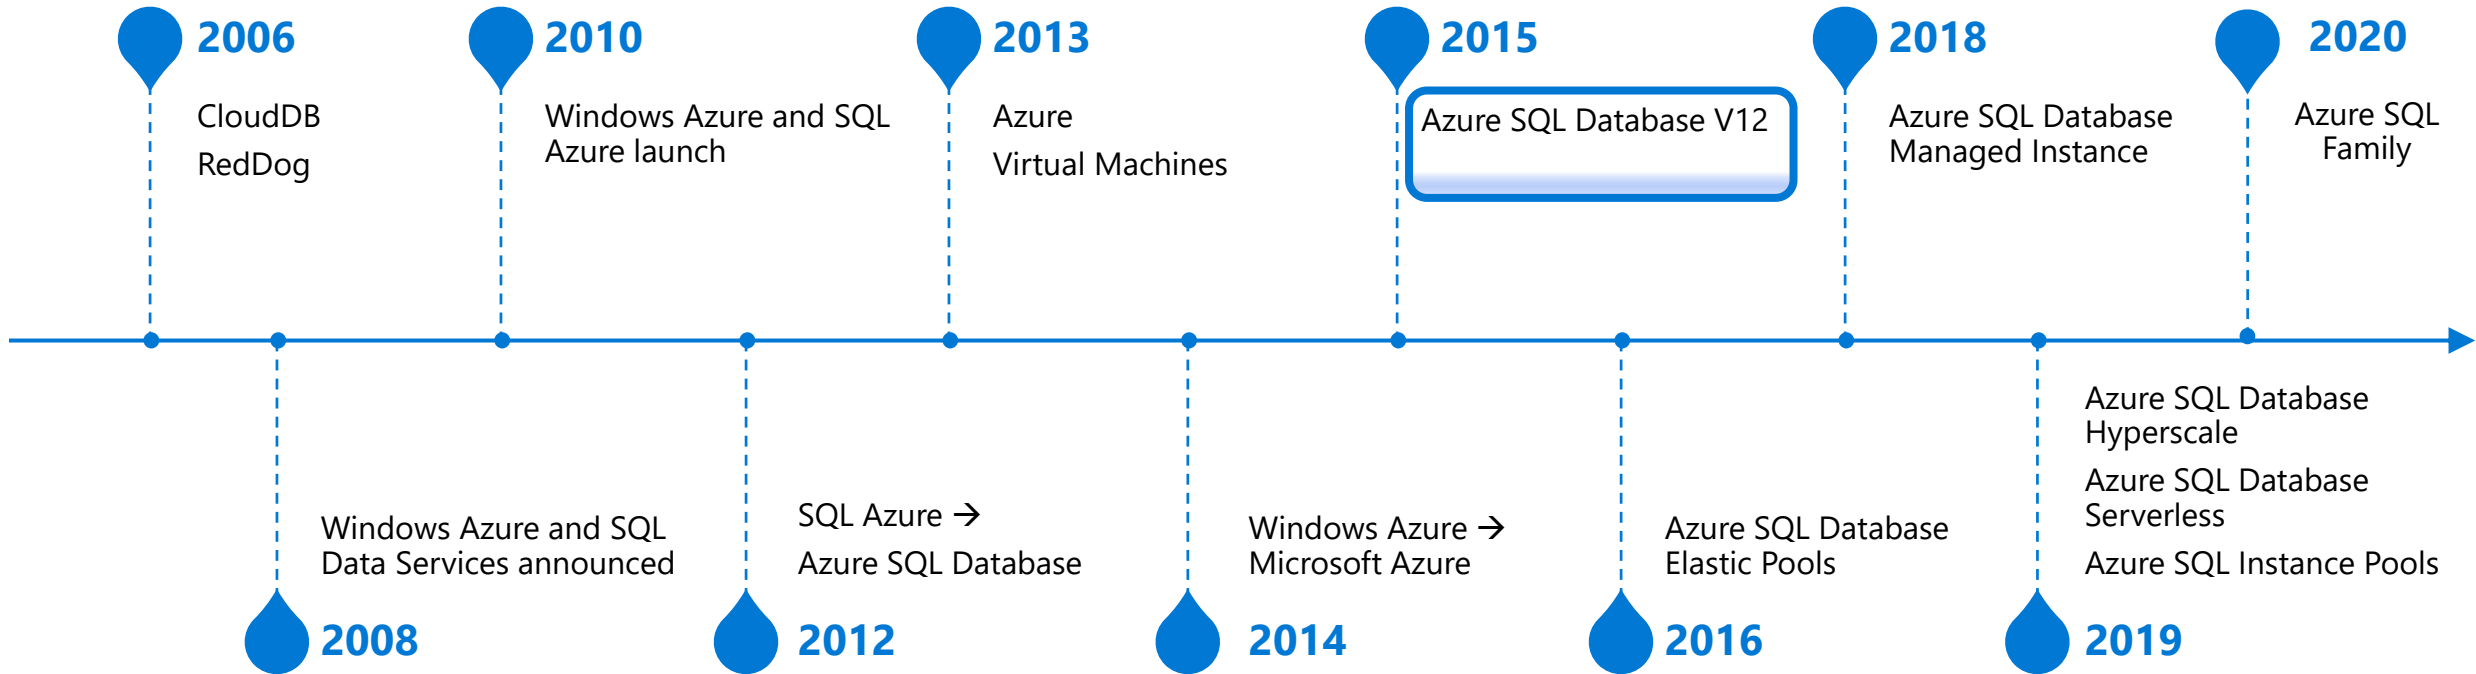 2006
CloudDB
RedDog
2010
Windows Azure and SQL
Azure launch
2013
Azure
Virtual Machines
2015
Azure SQL Database V12
2018
Azure SQL Database
Managed Instance
2020
Azure SQL
Family
Windows Azure and SQL
Data Services announced
2008
SQL Azure →
Azure SQL Database
2012
Windows Azure →
Microsoft Azure
2014
Azure SQL Database
Elastic Pools
2016
Azure SQL Database
Hyperscale
Azure SQL Database
Serverless
Azure SQL Instance Pools
2019